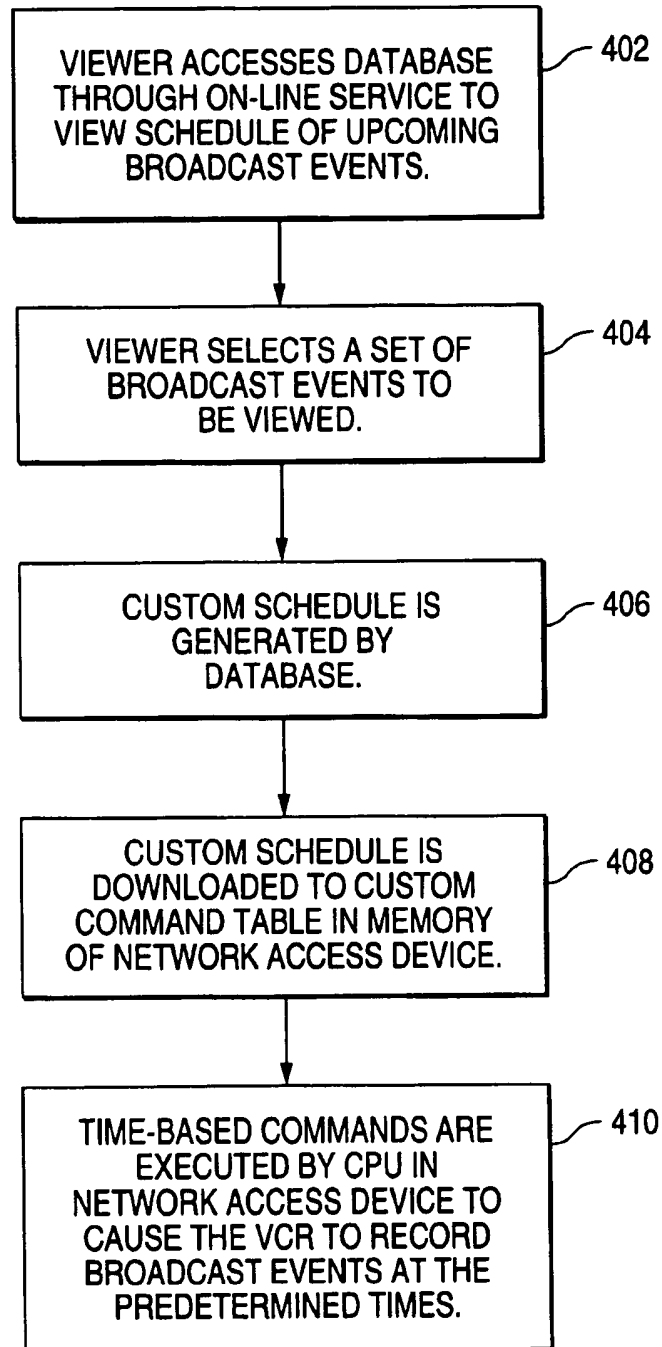 VIEWER ACCESSES DATABASE
THROUGH ON-LINE SERVICE TO
VIEW SCHEDULE OF UPCOMING
BROADCAST EVENTS.
402
VIEWER SELECTS A SET OF
BROADCAST EVENTS TO
BE VIEWED.
404
CUSTOM SCHEDULE IS
GENERATED BY
DATABASE.
406
CUSTOM SCHEDULE IS
DOWNLOADED TO CUSTOM
COMMAND TABLE IN MEMORY
OF NETWORK ACCESS DEVICE.
408
TIME-BASED COMMANDS ARE
EXECUTED BY CPU IN
NETWORK ACCESS DEVICE TO
CAUSE THE VCR TO RECORD
BROADCAST EVENTS AT THE
PREDETERMINED TIMES.
410